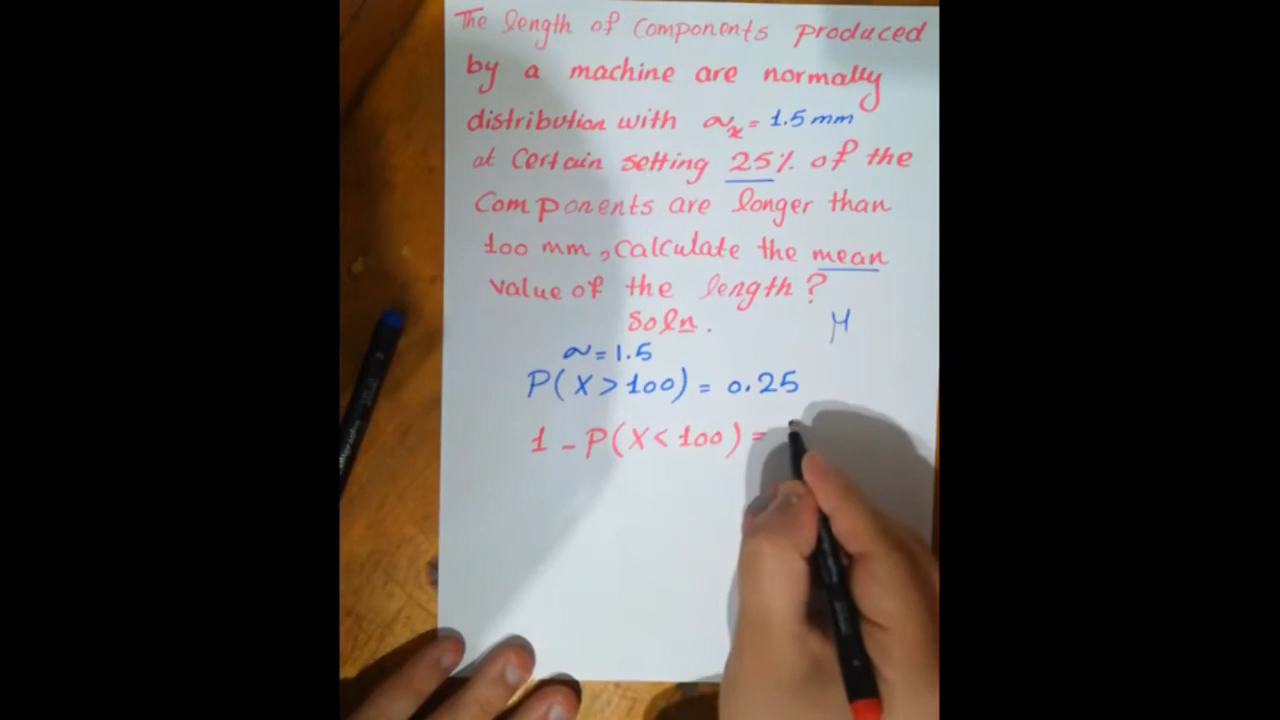 The length of components produced
by a machine are normally
distribution with σₓ = 1.5 mm
at certain setting 25% of the
components are longer than
100 mm, calculate the mean
value of the length?
Soln. μ
σ = 1.5
P(X > 100) = 0.25
1 - P(X < 100) =